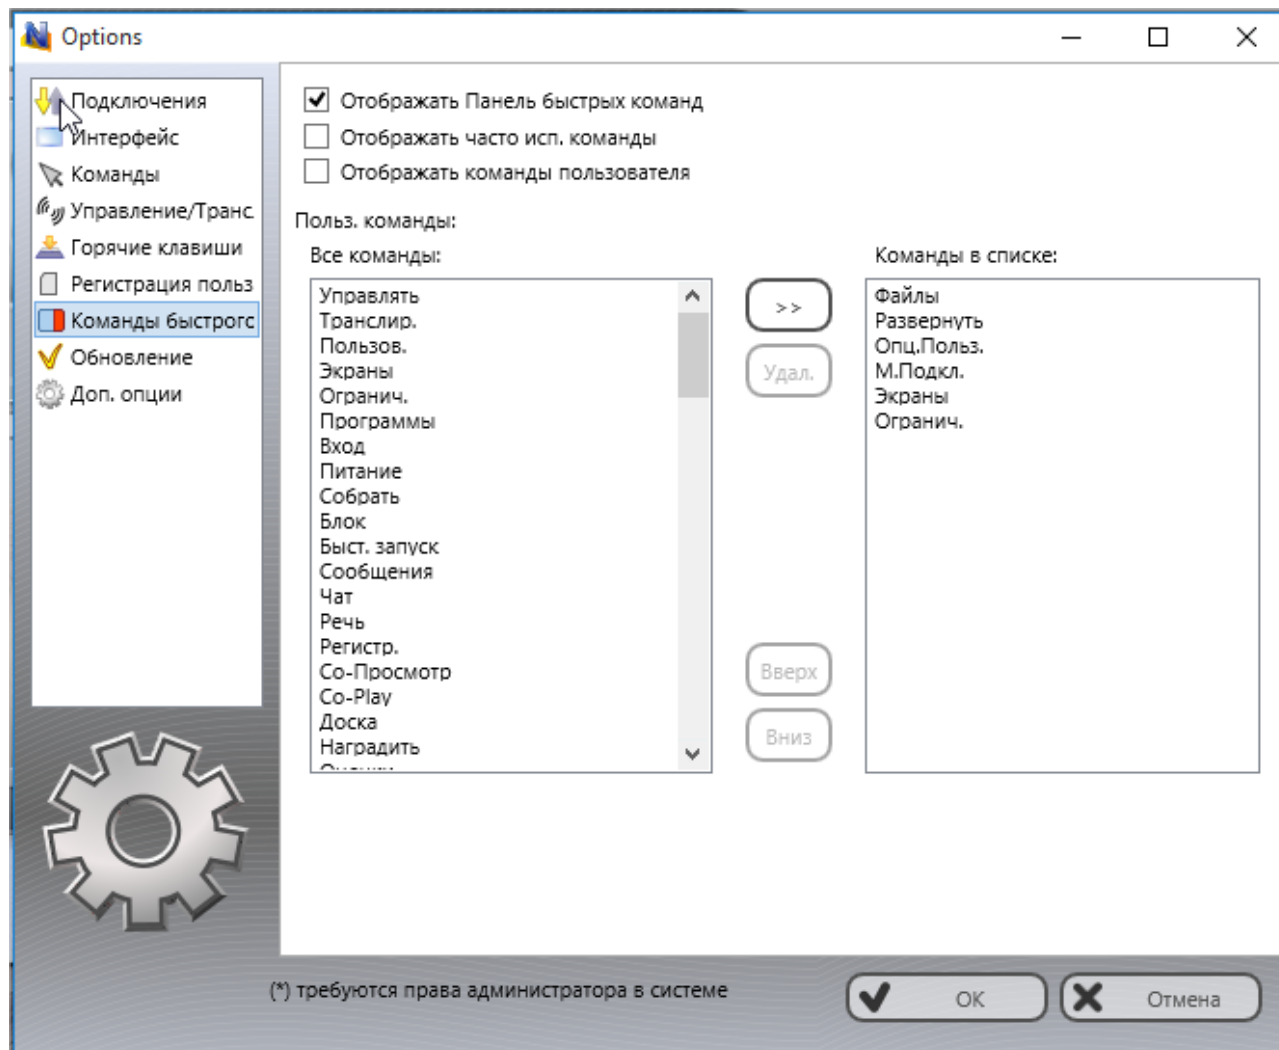 Options
Подключения
Интерфейс
Команды
Управление/Транс
Горячие клавиши
Регистрация польз
Команды быстрогс
Обновление
Доп. опции
Отображать Панель быстрых команд
Отображать часто исп. команды
Отображать команды пользователя
Польз. команды:
Все команды:
Управлять
Транслир.
Пользов.
Экраны
Огранич.
Программы
Вход
Питание
Собрать
Блок
Быст. запуск
Сообщения
Чат
Речь
Регистр.
Со-Просмотр
Co-Play
Доска
Наградить
>>
Удал.
Вверх
Вниз
Команды в списке:
Файлы
Развернуть
Опц.Польз.
М.Подкл.
Экраны
Огранич.
(*) требуются права администратора в системе
ОК
Отмена